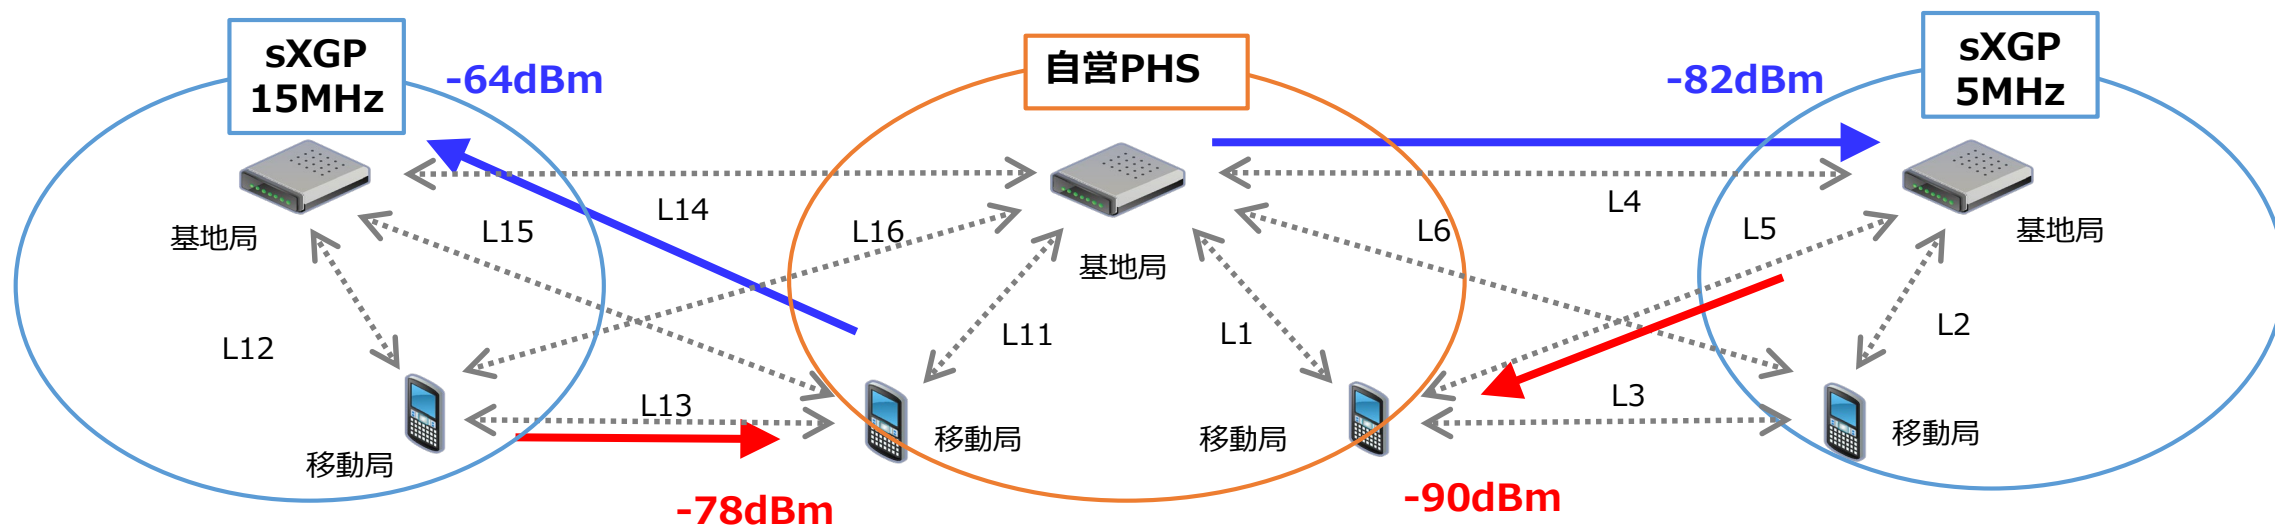 sXGP
15MHz
-64dBm
自営PHS
-82dBm
sXGP
5MHz
基地局
L15
L14
L16
基地局
L6
L4
L5
基地局
L12
L11
L1
L2
L13
L3
移動局
移動局
移動局
移動局
-78dBm
-90dBm